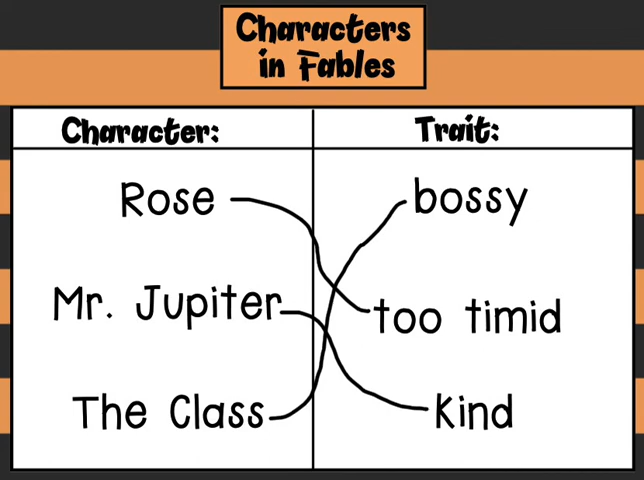 Characters
in Fables
Character:
Trait:
Rose
bossy
Mr. Jupiter
too timid
The Class
Kind